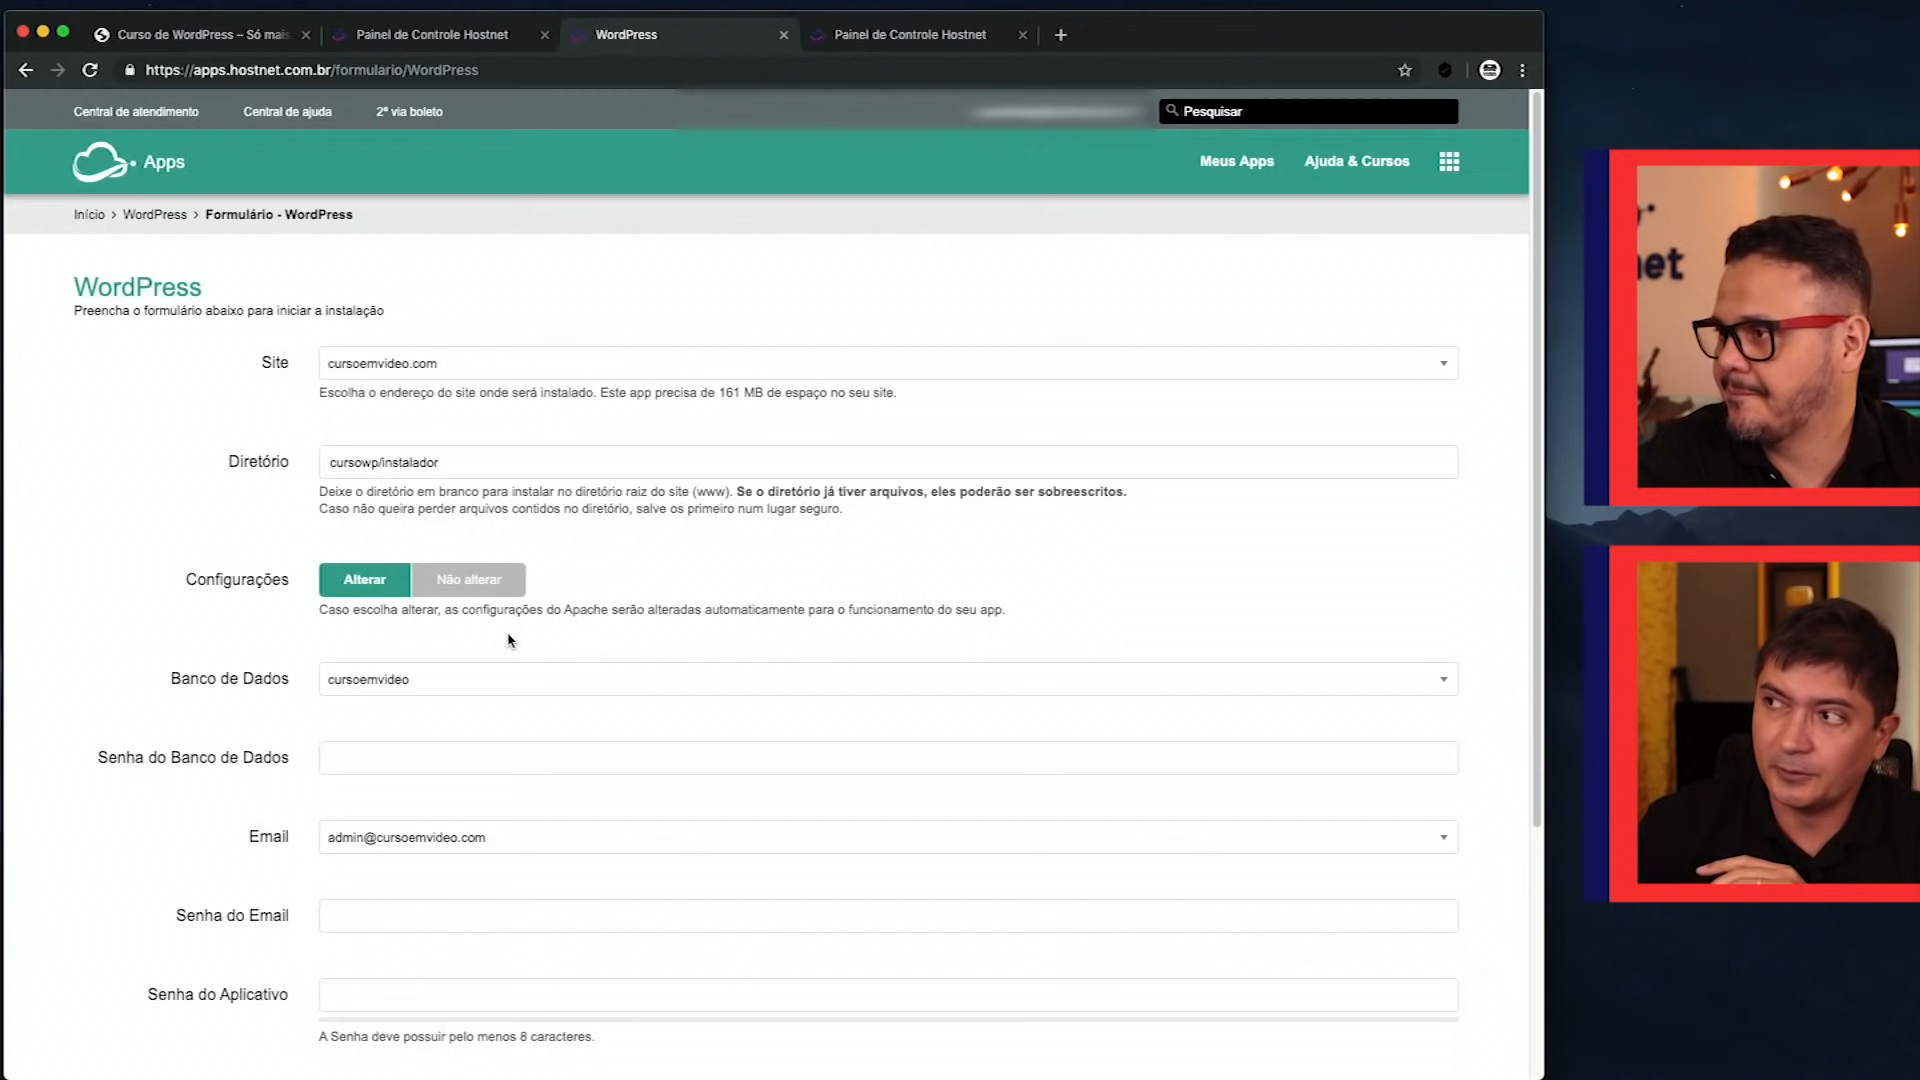 Curso de WordPress – Só mais
Painel de Controle Hostnet
WordPress
Painel de Controle Hostnet
https://apps.hostnet.com.br/formulario/WordPress
Central de atendimento
Central de ajuda
2ª via boleto
Pesquisar
Apps
Meus Apps
Ajuda & Cursos
Início > WordPress > Formulário - WordPress
WordPress
Preencha o formulário abaixo para iniciar a instalação
Site
cursoemvideo.com
Escolha o endereço do site onde será instalado. Este app precisa de 161 MB de espaço no seu site.
Diretório
cursowp/instalador
Deixe o diretório em branco para instalar no diretório raiz do site (www). Se o diretório já tiver arquivos, eles poderão ser sobreescritos.
Caso não queira perder arquivos contidos no diretório, salve os primeiro num lugar seguro.
Configurações
Alterar
Não alterar
Caso escolha alterar, as configurações do Apache serão alteradas automaticamente para o funcionamento do seu app.
Banco de Dados
cursoemvideo
Senha do Banco de Dados
Email
admin@cursoemvideo.com
Senha do Email
Senha do Aplicativo
A Senha deve possuir pelo menos 8 caracteres.
net